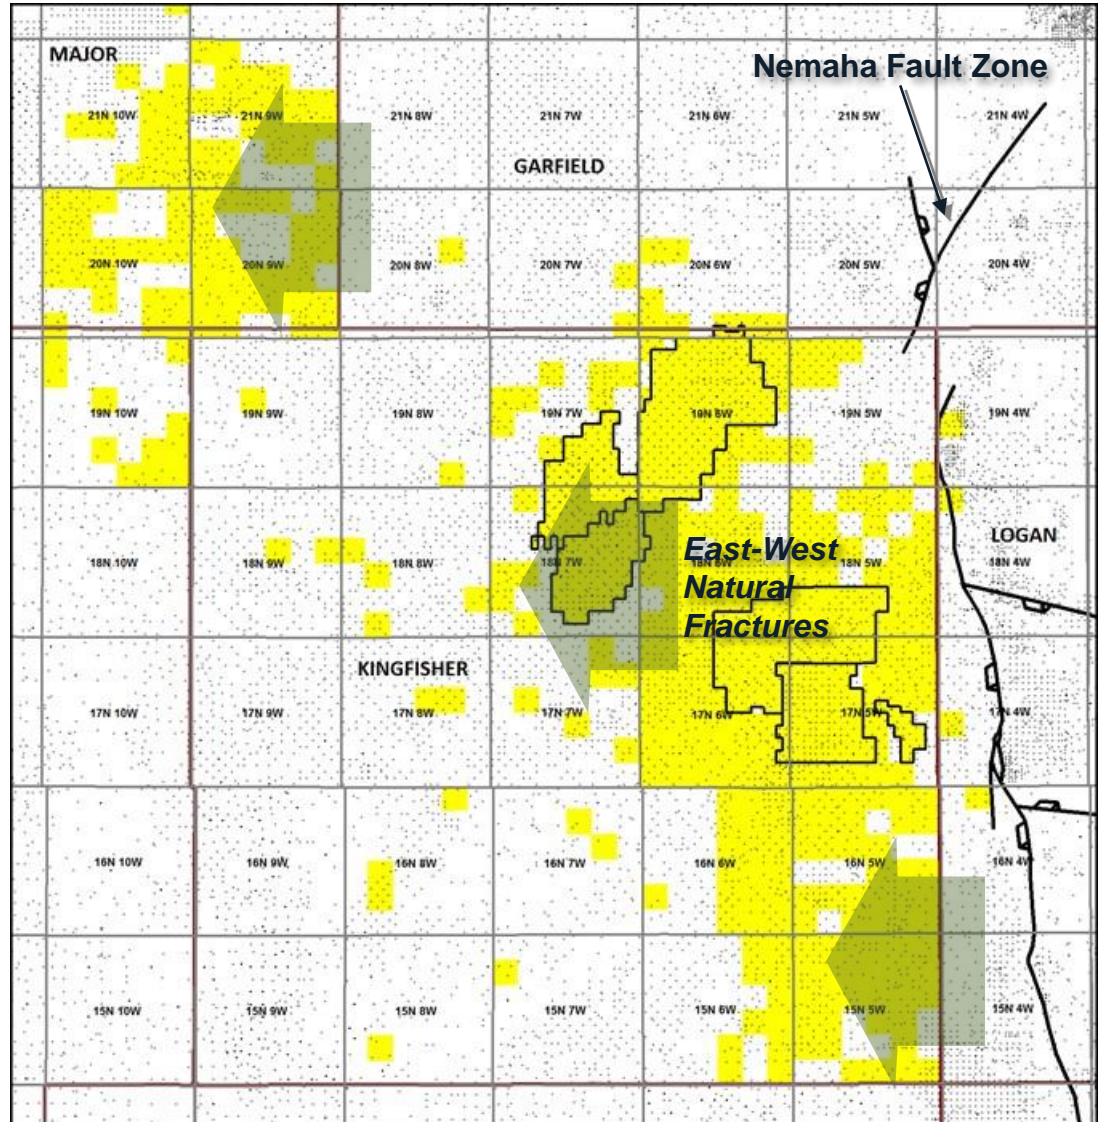 MAJOR
Nemaha Fault Zone
21N 10W
21N 9W
21N 8W
21N 7W
21N 6W
21N 5W
21N 4W
GARFIELD
20N 10W
20N 9W
20N 8W
20N 7W
20N 6W
20N 5W
20N 4W
19N 10W
19N 9W
19N 8W
19N 7W
19N 6W
19N 5W
19N 4W
LOGAN
East-West
Natural
Fractures
18N 10W
18N 9W
18N 8W
18N 7W
18N 6W
18N 5W
18N 4W
KINGFISHER
17N 10W
17N 9W
17N 8W
17N 7W
17N 6W
17N 5W
17N 4W
16N 10W
16N 9W
16N 8W
16N 7W
16N 6W
16N 5W
16N 4W
15N 10W
15N 9W
15N 8W
15N 7W
15N 6W
15N 5W
15N 4W